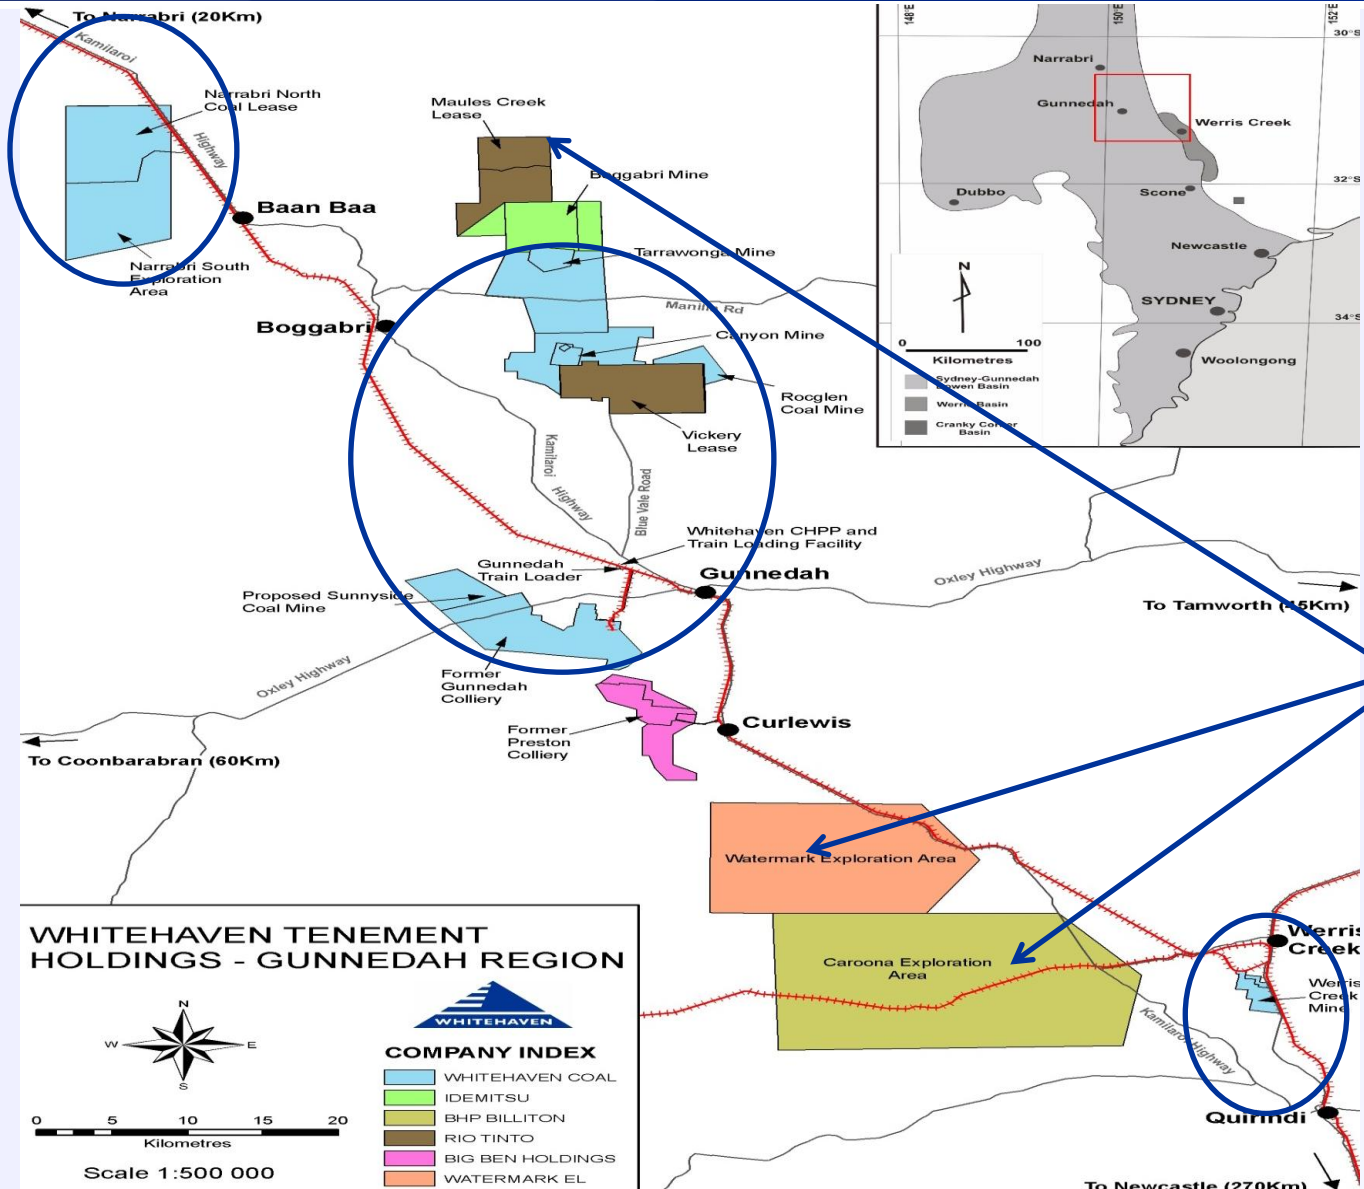 To Narrabri (20Km)
Kamilaroi
Highway
Narrabri North
Coal Lease
Baan Baa
Narrabri South
Exploration
Area
Boggabri
Maules Creek
Lease
Boggabri Mine
Tarrawonga Mine
Manilla Rd
Canyon Mine
Rocglen
Coal Mine
Vickery
Lease
Kamilaroi
Highway
Blue Vale Road
Whitehaven CHPP and
Train Loading Facility
Gunnedah
Train Loader
Gunnedah
Oxley Highway
To Tamworth (45Km)
Proposed Sunnyside
Coal Mine
Oxley Highway
Former
Gunnedah
Colliery
Former
Preston
Colliery
Curlewis
To Coonbarabran (60Km)
Watermark Exploration Area
Caroona Exploration
Area
Werris
Creek
Werris
Creek
Mine
Kamilaroi Highway
Quirindi
To Newcastle (270Km)
148°E
150°E
152°E
30°S
Narrabri
Gunnedah
Werris Creek
32°S
Dubbo
Scone
Newcastle
SYDNEY
34°S
Woolongong
N
0 100
Kilometres
Sydney-Gunnedah
Bowen Basin
Werrie Basin
Cranky Corner
Basin
WHITEHAVEN TENEMENT
HOLDINGS - GUNNEDAH REGION
N
W E
S
WHITEHAVEN
COMPANY INDEX
WHITEHAVEN COAL
IDEMITSU
BHP BILLITON
RIO TINTO
BIG BEN HOLDINGS
WATERMARK EL
0 5 10 15 20
Kilometres
Scale 1:500 000